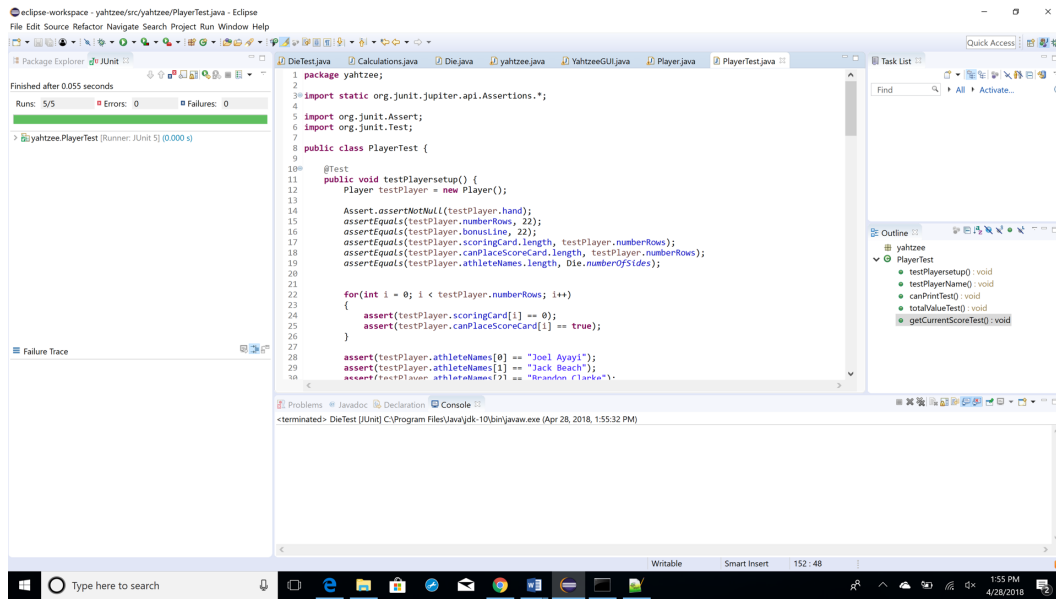 eclipse-workspace - yahtzee/src/yahtzee/PlayerTest.java - Eclipse
File Edit Source Refactor Navigate Search Project Run Window Help
Quick Access
Package Explorer JUnit
Finished after 0.055 seconds
Runs: 5/5 Errors: 0 Failures: 0
yahtzee.PlayerTest [Runner: JUnit 5] (0.000 s)
Failure Trace
DieTest.java Calculations.java Die.java yahtzee.java YahtzeeGUI.java Player.java PlayerTest.java
1 package yahtzee;
2
3 import static org.junit.jupiter.api.Assertions.*;
4
5 import org.junit.Assert;
6 import org.junit.Test;
7
8 public class PlayerTest {
9
10 @Test
11 public void testPlayersetup() {
12 Player testPlayer = new Player();
13
14 Assert.assertNotNull(testPlayer.hand);
15 assertEquals(testPlayer.numberRows, 22);
16 assertEquals(testPlayer.bonusLine, 22);
17 assertEquals(testPlayer.scoringCard.length, testPlayer.numberRows);
18 assertEquals(testPlayer.canPlaceScoreCard.length, testPlayer.numberRows);
19 assertEquals(testPlayer.athleteNames.length, Die.numberOfSides);
20
21
22 for(int i = 0; i < testPlayer.numberRows; i++)
23 {
24 assert(testPlayer.scoringCard[i] == 0);
25 assert(testPlayer.canPlaceScoreCard[i] == true);
26 }
27
28 assert(testPlayer.athleteNames[0] == "Joel Ayayi");
29 assert(testPlayer.athleteNames[1] == "Jack Beach");
30 assert(testPlayer.athleteNames[2] == "Brandon Clarke");
Task List
Find All Activate...
Outline
yahtzee
PlayerTest
testPlayersetup() : void
testPlayerName() : void
canPrintTest() : void
totalValueTest() : void
getCurrentScoreTest() : void
Problems Javadoc Declaration Console
<terminated> DieTest [JUnit] C:\Program Files\Java\jdk-10\bin\javaw.exe (Apr 28, 2018, 1:55:32 PM)
Writable Smart Insert 152 : 48
Type here to search
1:55 PM
4/28/2018
2